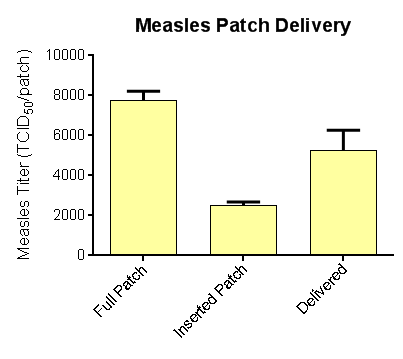 Measles Patch Delivery
Measles Titer (TCID50/patch)
10000
8000
6000
4000
2000
0
Full Patch
Inserted Patch
Delivered